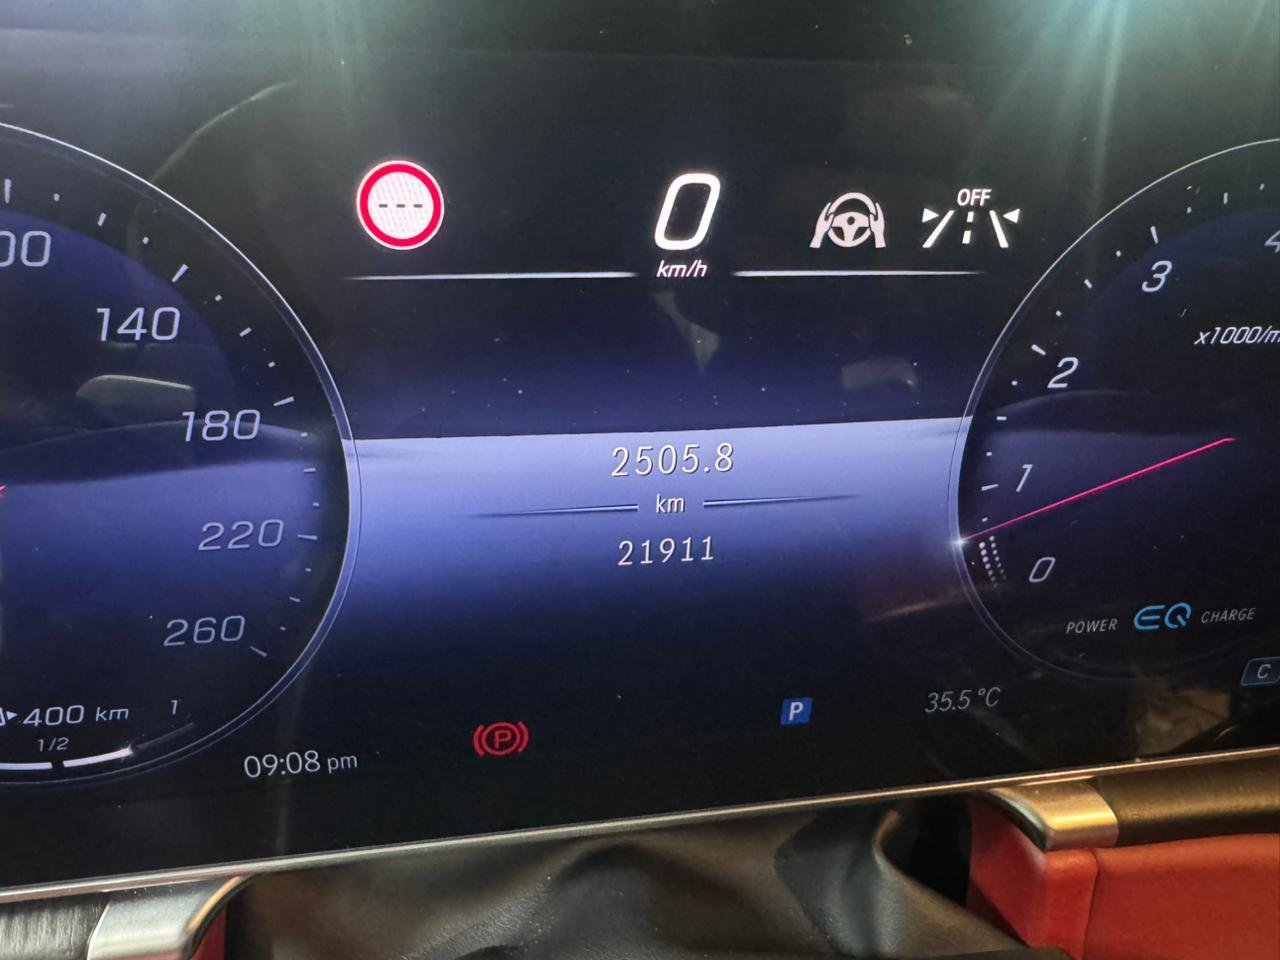 ---
0
km/h
OFF
140
180
220
260
3
2
x1000/m
1
0
2505.8
km
21911
POWER EQ CHARGE
C
400 km
1/2
1
09:08 pm
P
P
35.5 °C